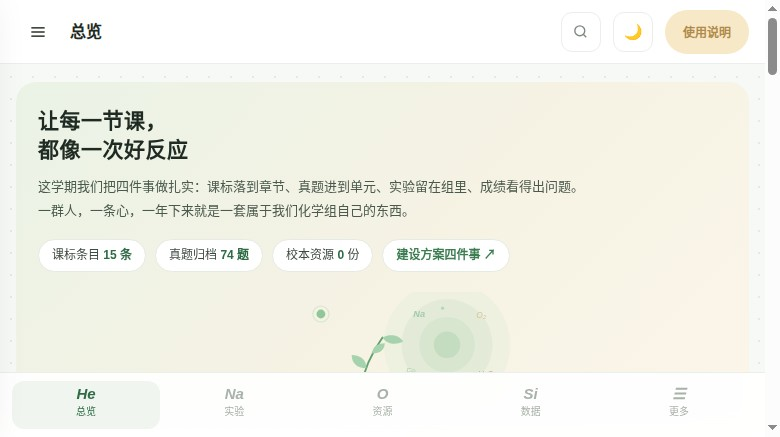 总览
使用说明
让每一节课，
都像一次好反应
这学期我们把四件事做扎实：课标落到章节、真题进到单元、实验留在组里、成绩看得出问题。
一群人，一条心，一年下来就是一套属于我们化学组自己的东西。
课标条目 15 条
真题归档 74 题
校本资源 0 份
建设方案四件事 ↗
Na
O₂
He
总览
Na
实验
O
资源
Si
数据
更多